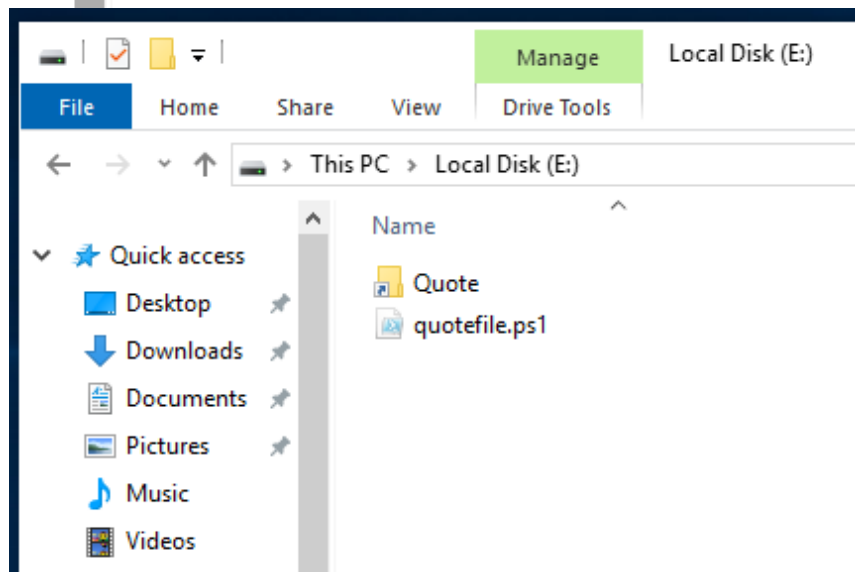 Manage Local Disk (E:)
File Home Share View Drive Tools
This PC > Local Disk (E:)
Name
Quick access
Desktop
Downloads
Documents
Pictures
Music
Videos
Quote
quotefile.ps1